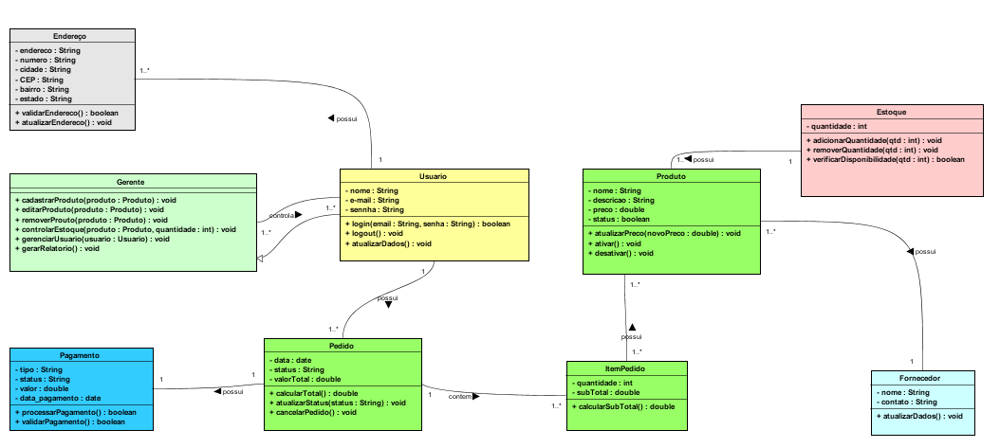 Endereço
- endereco : String
- numero : String
- cidade : String
- CEP : String
- bairro : String
- estado : String
+ validarEndereco() : boolean
+ atualizarEndereco() : void
1..*
possui
1
Estoque
- quantidade : int
+ adicionarQuantidade(qtd : int) : void
+ removerQuantidade(qtd : int) : void
+ verificarDisponibilidade(qtd : int) : boolean
1..*
possui
1
Gerente
+ cadastrarProduto(produto : Produto) : void
+ editarProduto(produto : Produto) : void
+ removerProuto(produto : Produto) : void
+ controlarEstoque(produto : Produto, quantidade : int) : void
+ gerenciarUsuario(usuario : Usuario) : void
+ gerarRelatorio() : void
1..*
controla
1..*
Usuario
- nome : String
- e-mail : String
- sennha : String
+ login(email : String, senha : String) : boolean
+ logout() : void
+ atualizarDados() : void
Produto
- nome : String
- descricao : String
- preco : double
- status : boolean
+ atualizarPreco(novoPreco : double) : void
+ ativar() : void
+ desativar() : void
1..*
possui
1
1
possui
1..*
1..*
possui
1..*
Pagamento
- tipo : String
- status : String
- valor : double
- data_pagamento : date
+ processarPagamento() : boolean
+ validarPagamento() : boolean
1
possui
1
Pedido
- data : date
- status : String
- valorTotal : double
+ calcularTotal() : double
+ atualizarStatus(status : String) : void
+ cancelarPedido() : void
1
contem
1..*
ItemPedido
- quantidade : int
- subTotal : double
+ calcularSubTotal() : double
Fornecedor
- nome : String
- contato : String
+ atualizarDados() : void